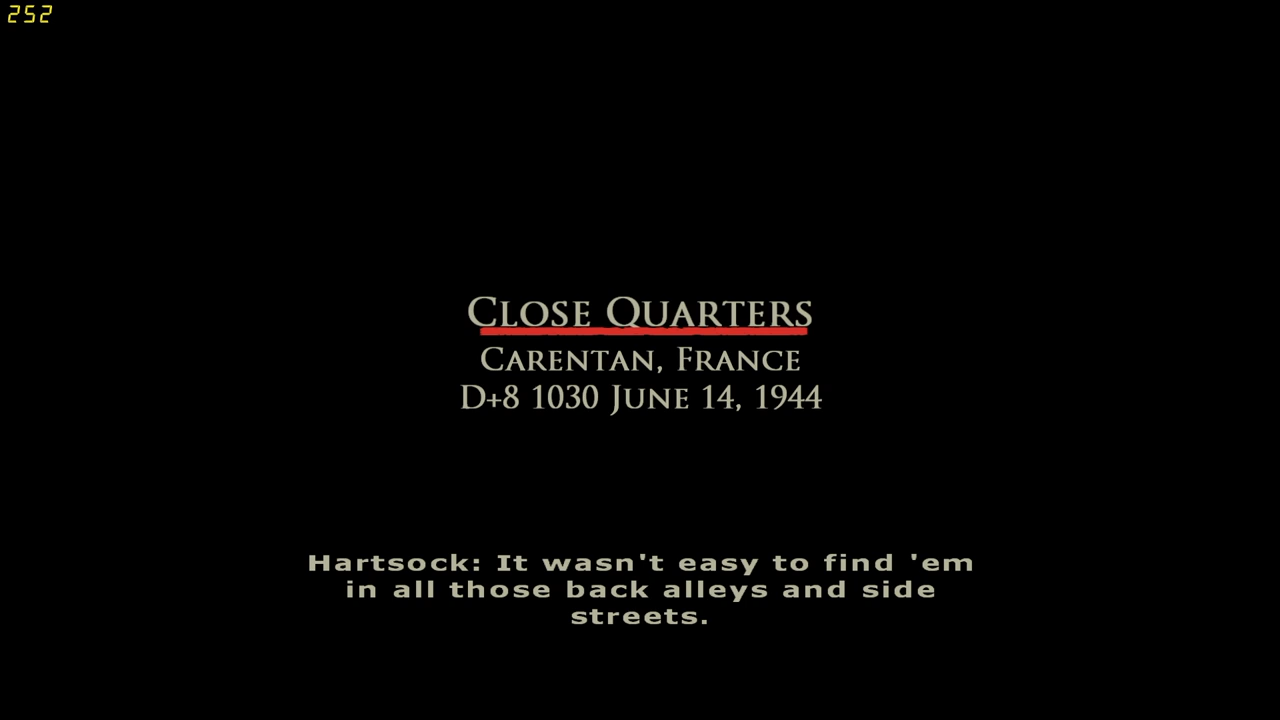 252
Close Quarters
Carentan, France
D+8 1030 June 14, 1944
Hartsock: It wasn't easy to find 'em
in all those back alleys and side
streets.